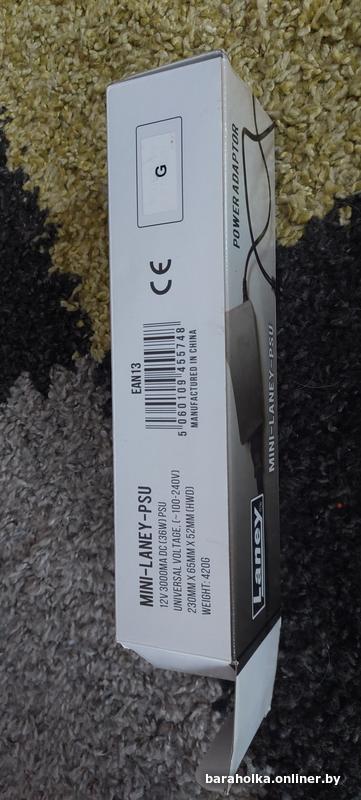 MINI-LANEY-PSU
12V 3000MA DC (36W) PSU
UNIVERSAL VOLTAGE. (~100-240V)
230MM X 65MM X 52MM (HWD)
WEIGHT: 420G
EAN13
5 060109 455748
MANUFACTURED IN CHINA
CE
G
Laney
MINI-LANEY-PSU
POWER ADAPTOR
baraholka.onliner.by